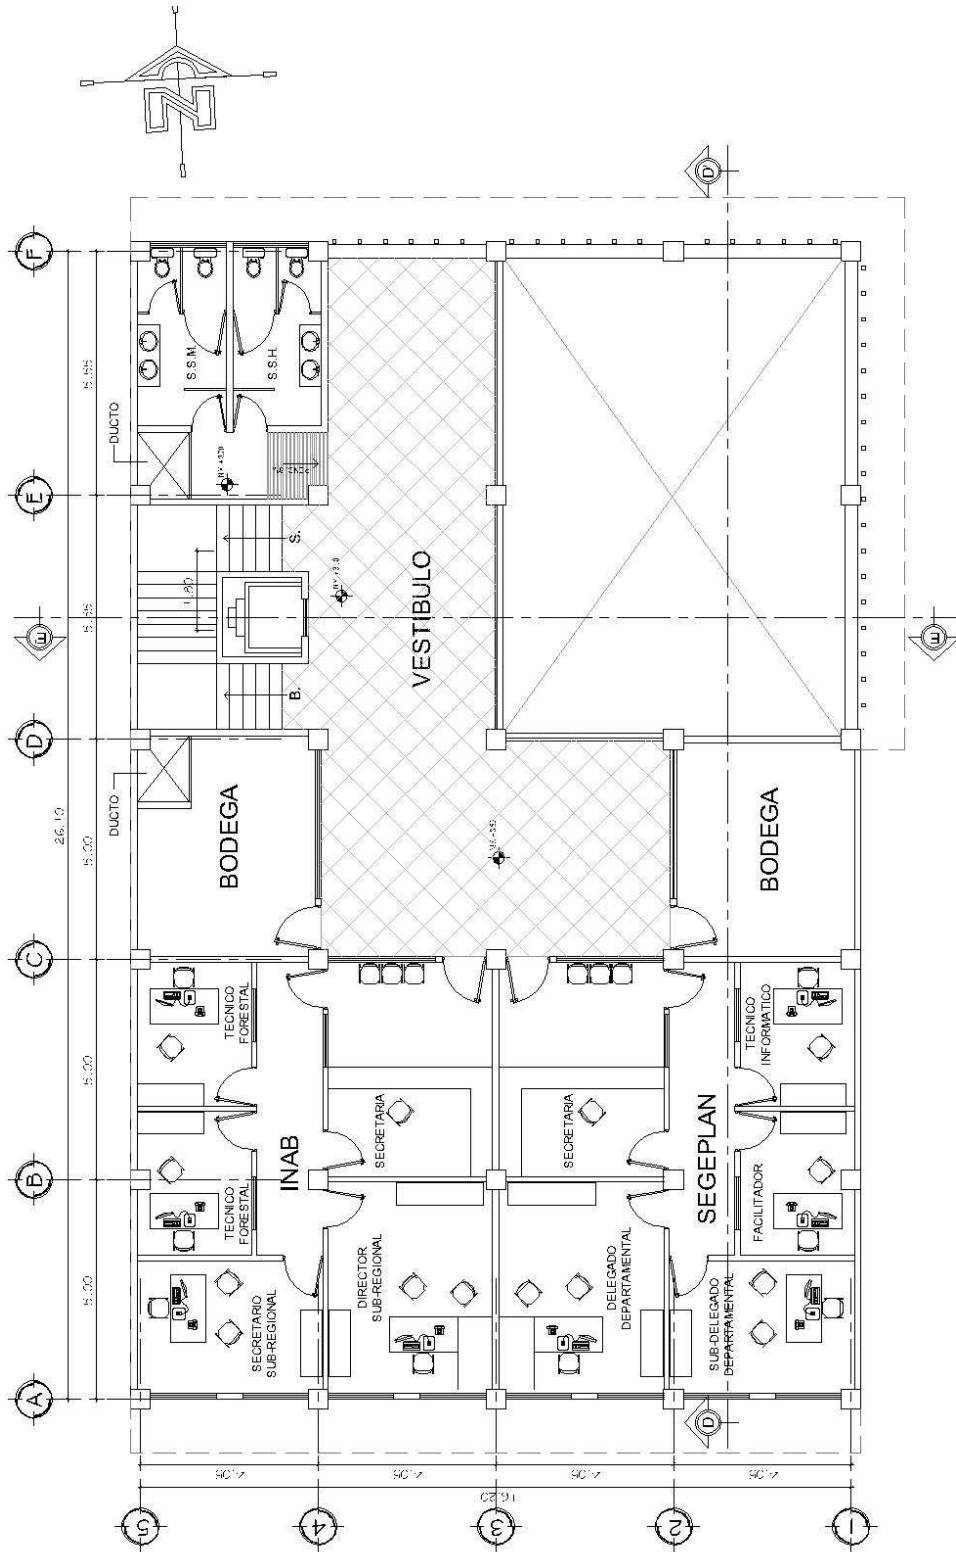 A
B
C
D
E
F
26.10
5.00
5.00
5.00
5.55
5.55
N
DUCTO
DUCTO
5
4
3
2
1
4.05
4.05
4.05
4.05
16.20
TECNICO
FORESTAL
TECNICO
FORESTAL
SECRETARIO
SUB-REGIONAL
INAB
BODEGA
B.
1.80
S.
S.S.M.
S.S.H.
DIRECTOR
SUB-REGIONAL
SECRETARIA
VESTIBULO
DELEGADO
DEPARTAMENTAL
SECRETARIA
SEGEPLAN
SUB-DELEGADO
DEPARTAMENTAL
FACILITADOR
TECNICO
INFORMATICO
BODEGA
D
D'
E
E